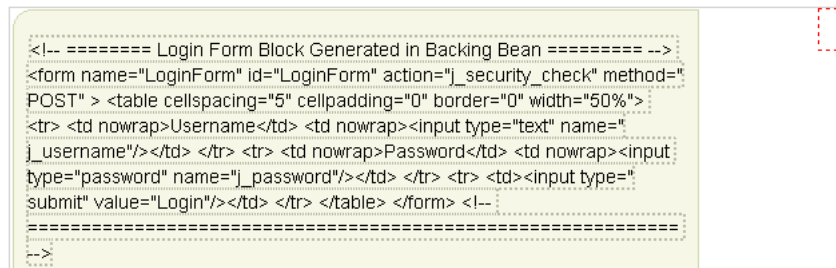 <!-- ======== Login Form Block Generated in Backing Bean ========= -->
<form name="LoginForm" id="LoginForm" action="j_security_check" method="
POST" > <table cellspacing="5" cellpadding="0" border="0" width="50%">
<tr> <td nowrap>Username</td> <td nowrap><input type="text" name="
j_username"/></td> </tr> <tr> <td nowrap>Password</td> <td nowrap><input
type="password" name="j_password"/></td> </tr> <tr> <td><input type="
submit" value="Login"/></td> </tr> </table> </form> <!--
===========================================================
-->